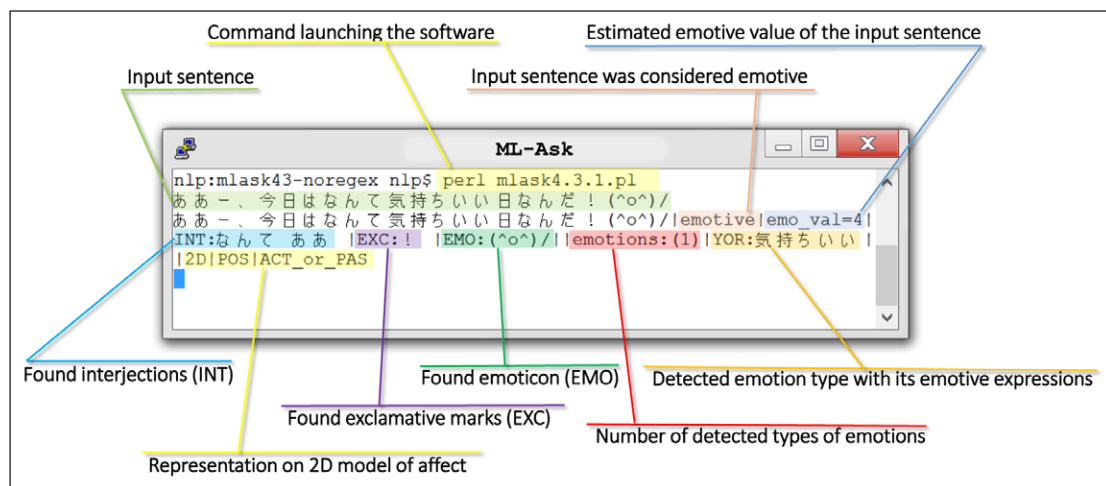 Command launching the software
Estimated emotive value of the input sentence
Input sentence
Input sentence was considered emotive
ML-Ask
nlp:mlask43-noregex nlp$ perl mlask4.3.1.pl
ああー、今日はなんて気持ちいい日なんだ！(^o^)/
ああー、今日はなんて気持ちいい日なんだ！(^o^)/|emotive|emo_val=4|
INT:なんて ああ |EXC:！ |EMO:(^o^)/||emotions:(1)|YOR:気持ちいい |
|2D|POS|ACT_or_PAS
Found interjections (INT)
Found emoticon (EMO)
Detected emotion type with its emotive expressions
Found exclamative marks (EXC)
Number of detected types of emotions
Representation on 2D model of affect